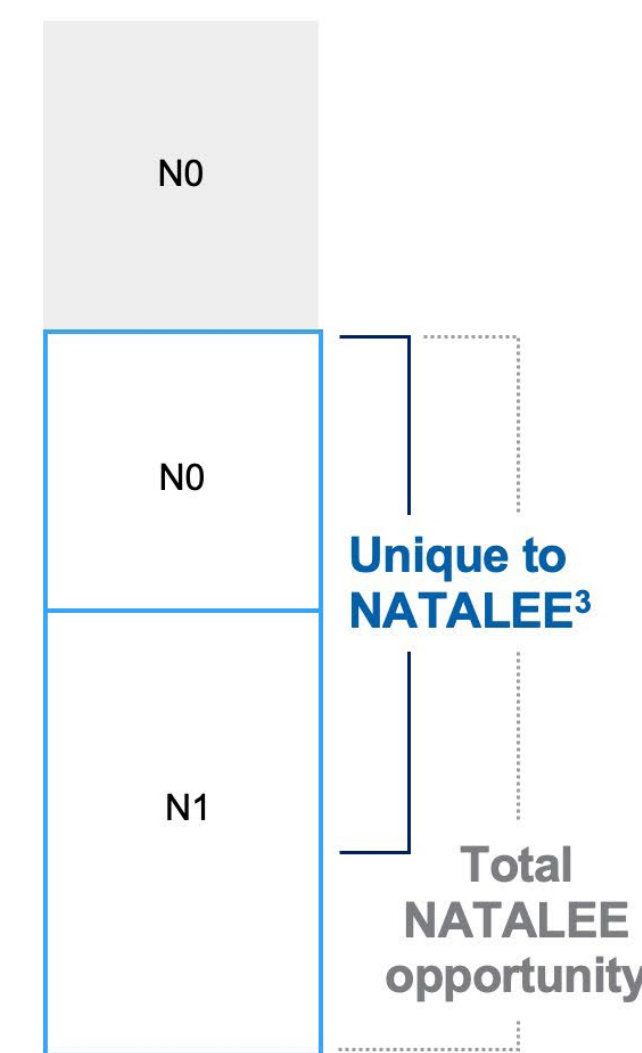 N0
N0
Unique to
NATALEE³
N1
Total
NATALEE
opportunity